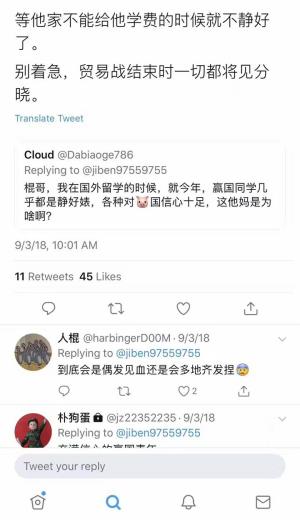 等他家不能给他学费的时候就不静好
了。
别着急，贸易战结束时一切都将见分
晓。
Translate Tweet
Cloud @Dabiaoge786
Replying to @jiben97559755
棍哥，我在国外留学的时候，就今年，赢国同学几
乎都是静好婊，各种对🐷国信心十足，这他妈是为
啥啊？
9/3/18, 10:01 AM
11 Retweets 45 Likes
人棍 @harbingerD00M · 9/3/18
Replying to @jiben97559755
到底会是偶发见血还是会多地齐发捏😨
2
朴狗蛋 @jz22352235 · 9/3/18
Replying to @jiben97559755
Tweet your reply